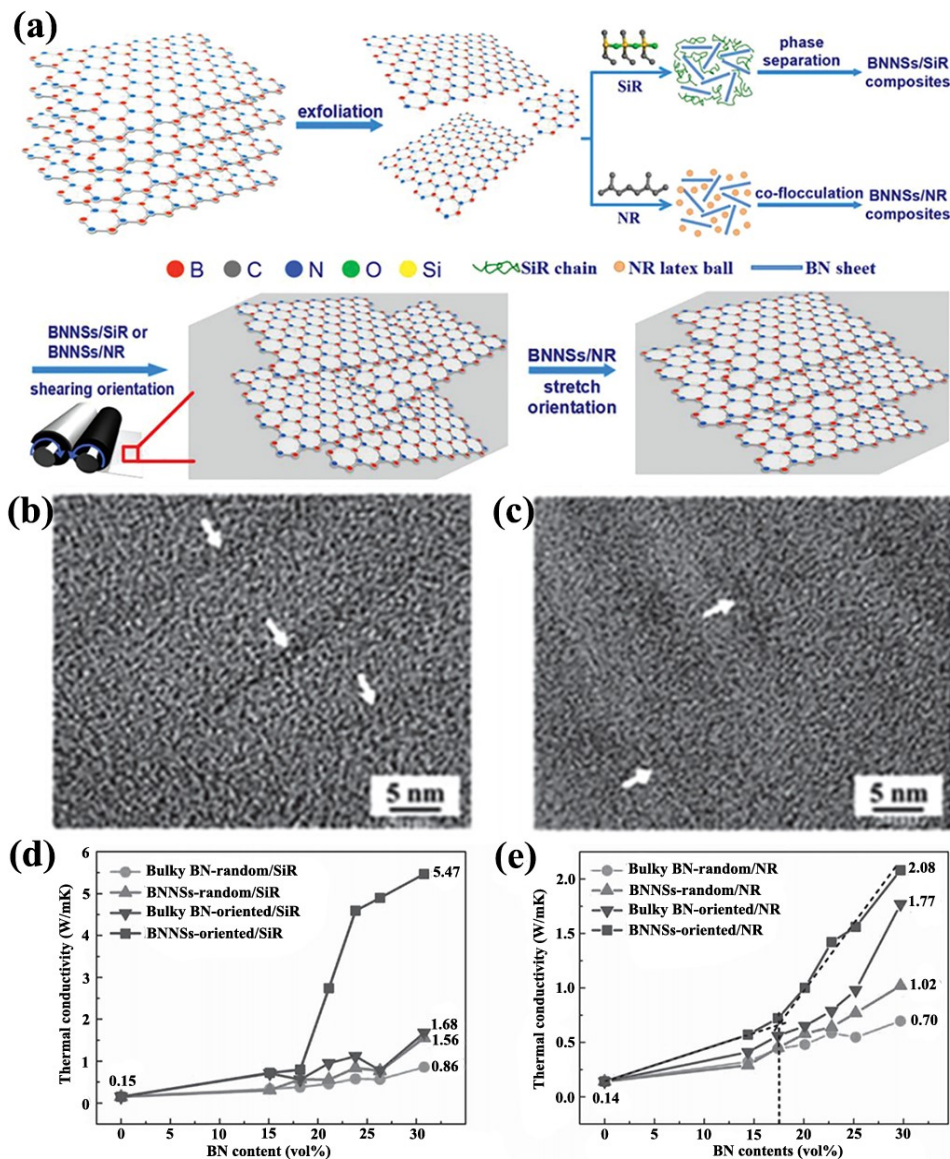 (a)
exfoliation
SiR
phase
separation
BNNSs/SiR
composites
NR
co-flocculation
BNNSs/NR
composites
B
C
N
O
Si
SiR chain
NR latex ball
BN sheet
BNNSs/SiR or
BNNSs/NR
shearing orientation
BNNSs/NR
stretch
orientation
(b)
5 nm
(c)
5 nm
(d)
Bulky BN-random/SiR
BNNSs-random/SiR
Bulky BN-oriented/SiR
BNNSs-oriented/SiR
5.47
1.68
1.56
0.86
0.15
Thermal conductivity (W/mK)
6
5
4
3
2
1
0
0 5 10 15 20 25 30
BN content (vol%)
(e)
Bulky BN-random/NR
BNNSs-random/NR
Bulky BN-oriented/NR
BNNSs-oriented/NR
2.08
1.77
1.02
0.70
0.14
Thermal conductivity (W/mK)
2.0
1.5
1.0
0.5
0.0
0 5 10 15 20 25 30
BN contents (vol%)